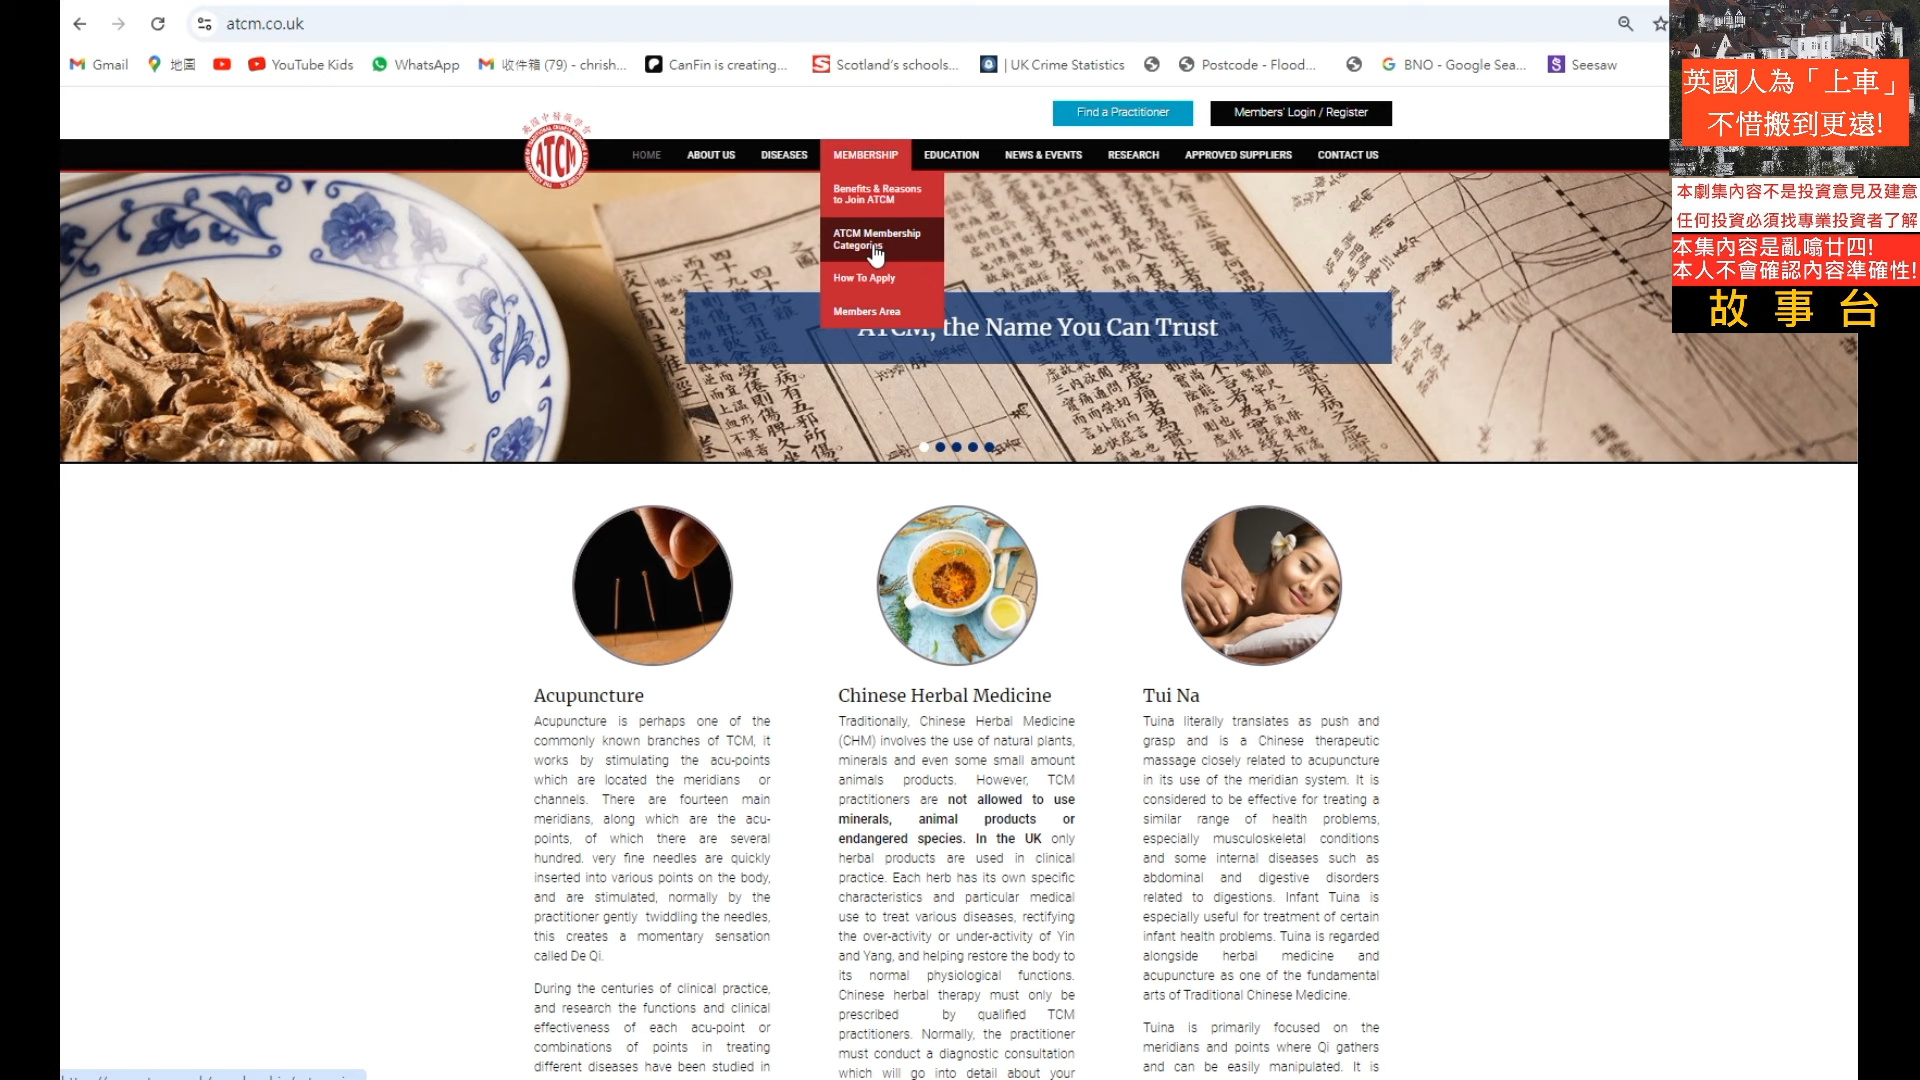 atcm.co.uk
Gmail
地圖
YouTube Kids
WhatsApp
收件箱 (79) - chrish...
CanFin is creating...
Scotland's schools...
| UK Crime Statistics
Postcode - Flood...
BNO - Google Sea...
Seesaw
英國人為「上車」
不惜搬到更遠!
本劇集內容不是投資意見及建意
任何投資必須找專業投資者了解
本集內容是亂噏廿四!
本人不會確認內容準確性!
故事台
Find a Practitioner
Members' Login / Register
ATCM
HOME
ABOUT US
DISEASES
MEMBERSHIP
EDUCATION
NEWS & EVENTS
RESEARCH
APPROVED SUPPLIERS
CONTACT US
Benefits & Reasons
to Join ATCM
ATCM Membership
Categories
How To Apply
Members Area
ATCM, the Name You Can Trust
Acupuncture
Acupuncture is perhaps one of the
commonly known branches of TCM, it
works by stimulating the acu-points
which are located the meridians or
channels. There are fourteen main
meridians, along which are the acu-
points, of which there are several
hundred. very fine needles are quickly
inserted into various points on the body,
and are stimulated, normally by the
practitioner gently twiddling the needles,
this creates a momentary sensation
called De Qi.
During the centuries of clinical practice,
and research the functions and clinical
effectiveness of each acu-point or
combinations of points in treating
different diseases have been studied in
Chinese Herbal Medicine
Traditionally, Chinese Herbal Medicine
(CHM) involves the use of natural plants,
minerals and even some small amount
animals products. However, TCM
practitioners are not allowed to use
minerals, animal products or
endangered species. In the UK only
herbal products are used in clinical
practice. Each herb has its own specific
characteristics and particular medical
use to treat various diseases, rectifying
the over-activity or under-activity of Yin
and Yang, and helping restore the body to
its normal physiological functions.
Chinese herbal therapy must only be
prescribed by qualified TCM
practitioners. Normally, the practitioner
must conduct a diagnostic consultation
which will go into detail about your
Tui Na
Tuina literally translates as push and
grasp and is a Chinese therapeutic
massage closely related to acupuncture
in its use of the meridian system. It is
considered to be effective for treating a
similar range of health problems,
especially musculoskeletal conditions
and some internal diseases such as
abdominal and digestive disorders
related to digestions. Infant Tuina is
especially useful for treatment of certain
infant health problems. Tuina is regarded
alongside herbal medicine and
acupuncture as one of the fundamental
arts of Traditional Chinese Medicine.
Tuina is primarily focused on the
meridians and points where Qi gathers
and can be easily manipulated. It is